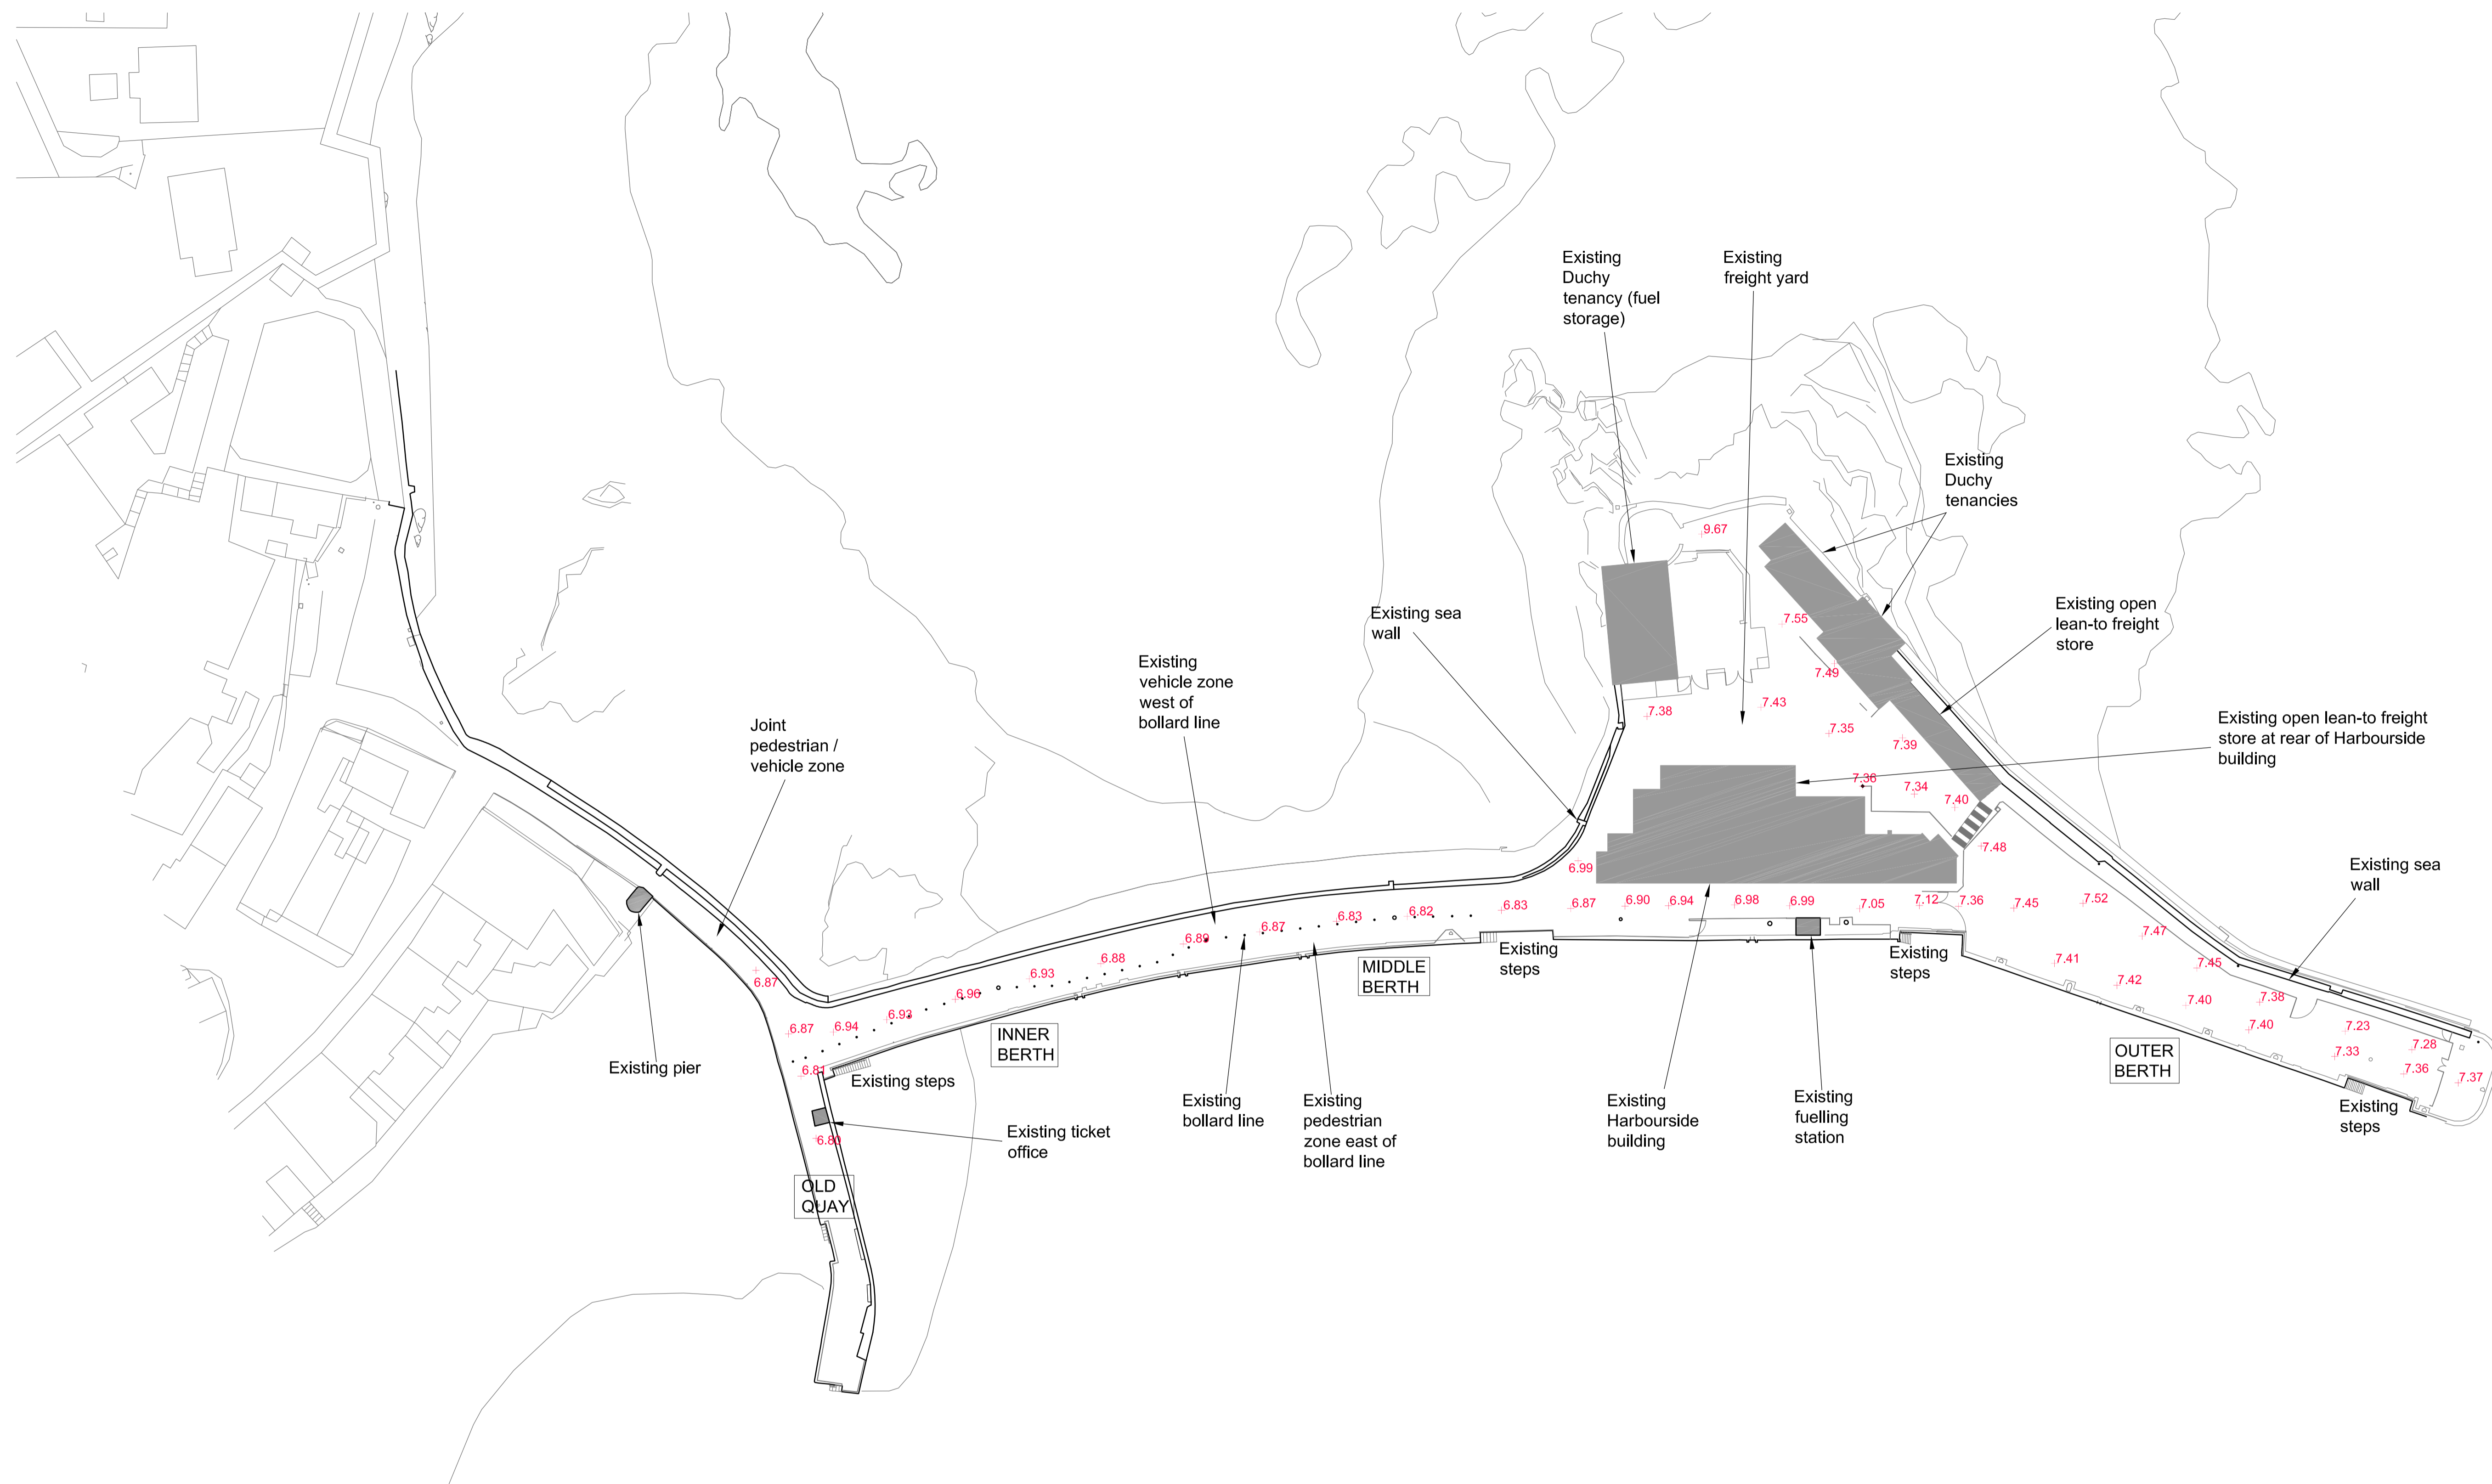 Existing
Duchy
tenancy (fuel
storage)
Existing
freight yard
Existing
Duchy
tenancies
9.67
Existing open
lean-to freight
store
Existing sea
wall
7.55
Existing
vehicle zone
west of
bollard line
7.49
7.43
7.38
Existing open lean-to freight
store at rear of Harbourside
building
Joint
pedestrian /
vehicle zone
7.35
7.39
7.36
7.34
7.40
7.48
Existing sea
wall
6.99
6.83
6.87
6.90
6.94
6.98
6.99
7.05
7.12
7.36
7.45
7.52
6.89
6.87
6.83
6.82
7.47
Existing
steps
Existing
steps
MIDDLE
BERTH
6.88
6.93
6.87
7.41
7.42
7.45
6.96
6.93
7.40
7.38
6.87
6.94
7.40
7.23
INNER
BERTH
7.33
7.28
OUTER
BERTH
7.36
7.37
Existing pier
Existing steps
Existing
bollard line
Existing
pedestrian
zone east of
bollard line
Existing
Harbourside
building
Existing
fuelling
station
Existing
steps
Existing ticket
office
OLD
QUAY